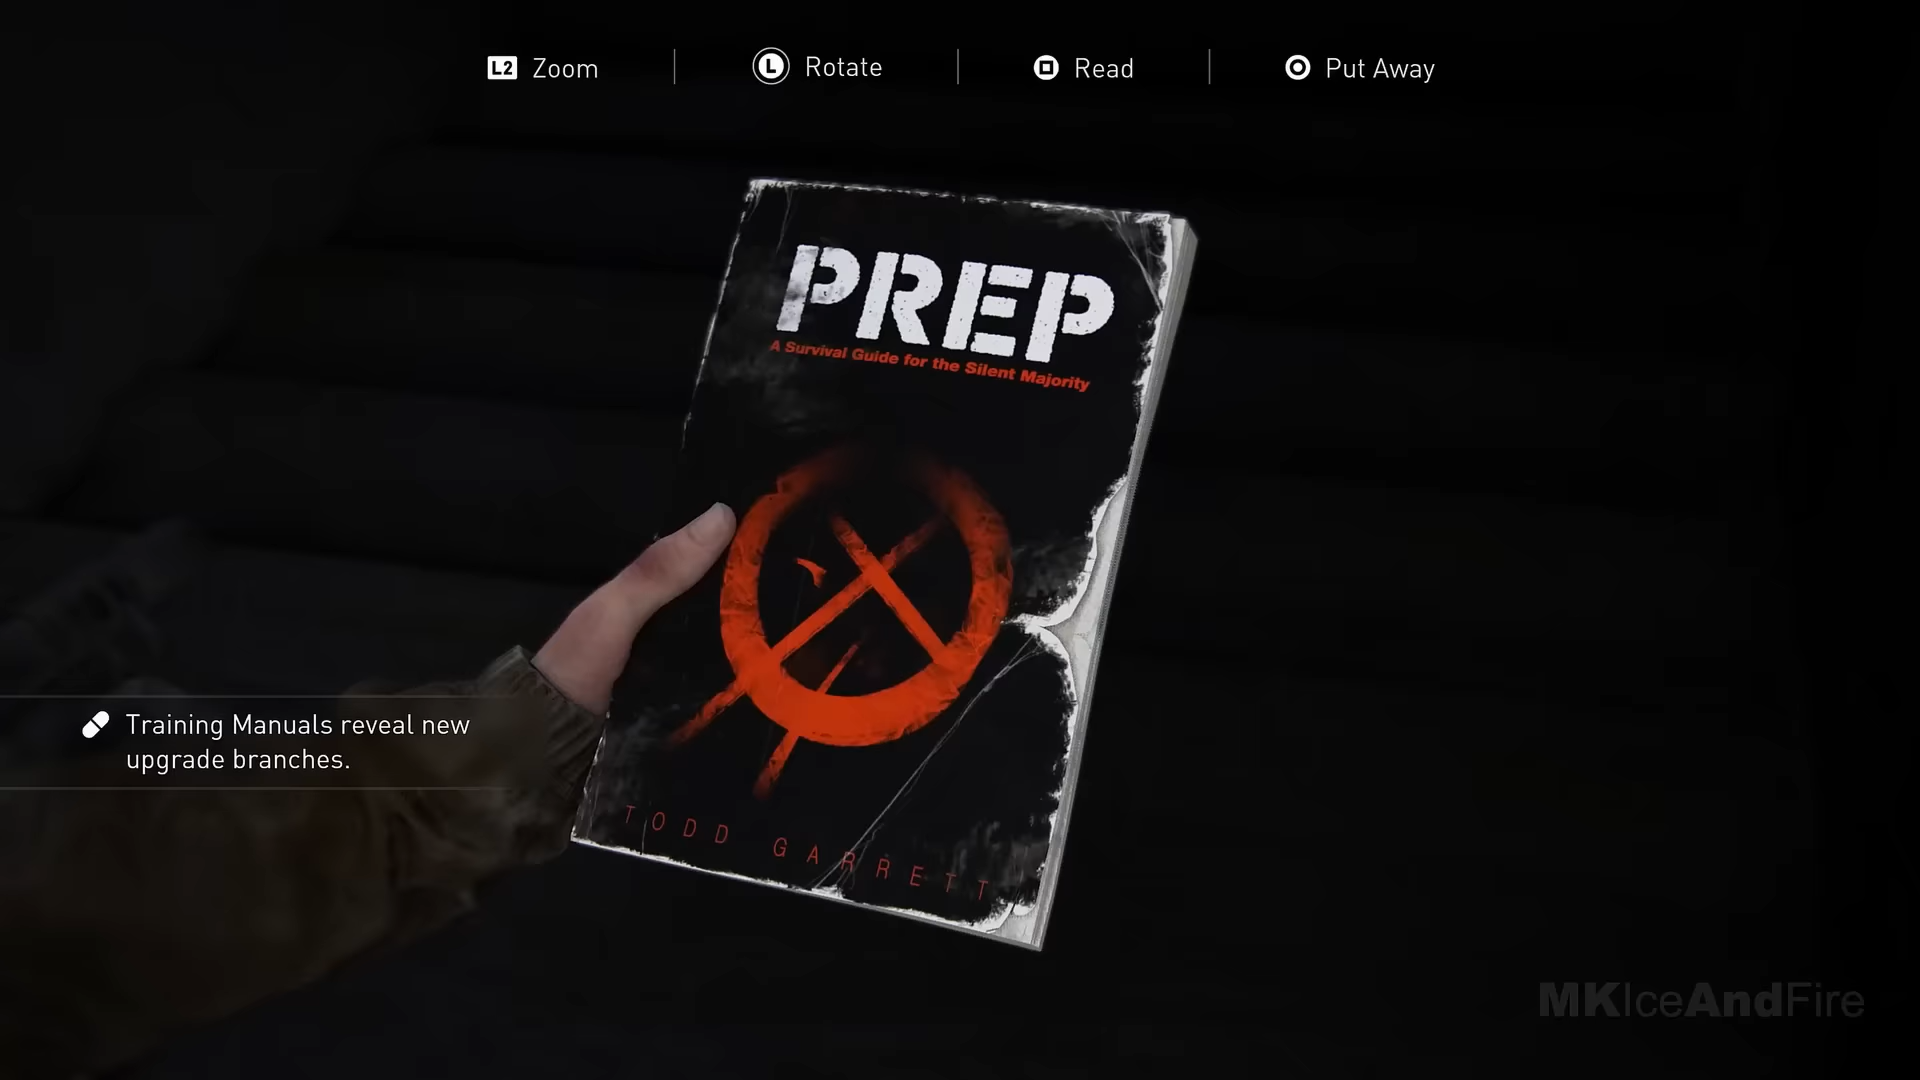 L2 Zoom
L Rotate
Read
Put Away
PREP
A Survival Guide for the Silent Majority
Training Manuals reveal new
upgrade branches.
TODD GARRETT
MKIceAndFire